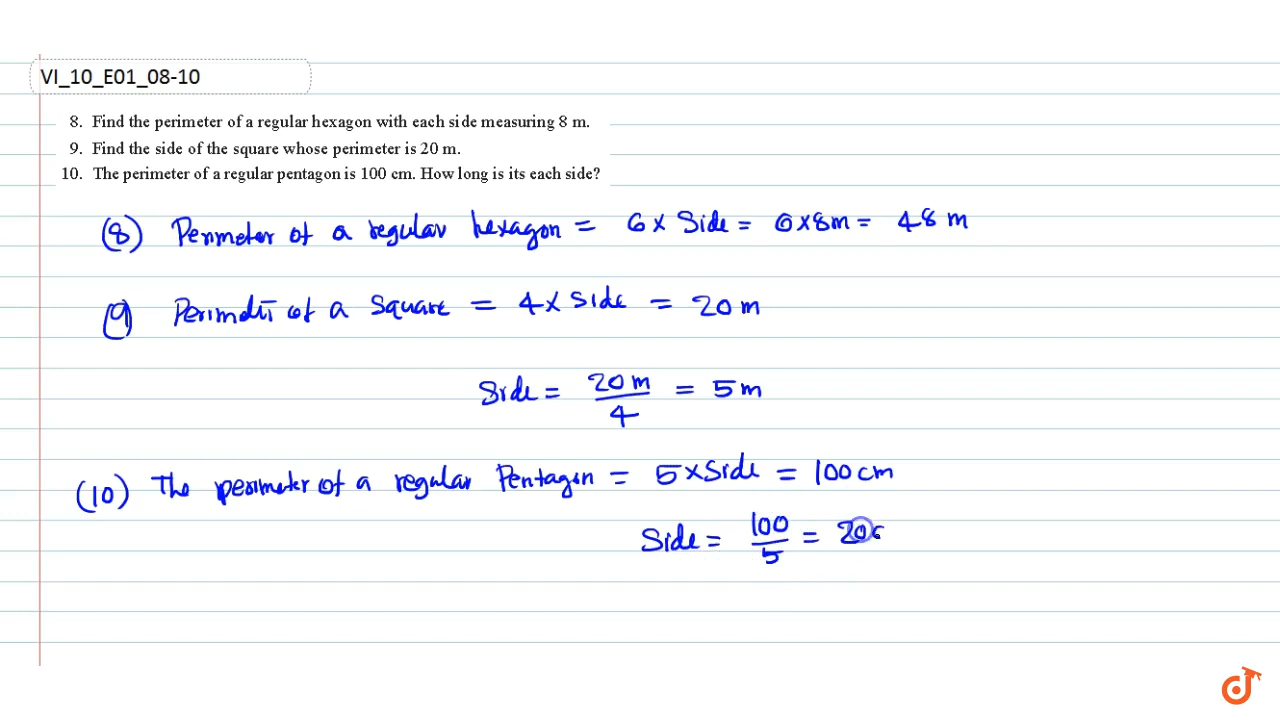 VI_10_E01_08-10
8. Find the perimeter of a regular hexagon with each side measuring 8 m.
9. Find the side of the square whose perimeter is 20 m.
10. The perimeter of a regular pentagon is 100 cm. How long is its each side?
(8) Perimeter of a regular hexagon = 6 x Side = 6 x 8m = 48 m
(9) Perimeter of a Square = 4 x Side = 20 m
Side = 20 m / 4 = 5 m
(10) The perimeter of a regular Pentagon = 5 x Side = 100 cm
Side = 100 / 5 = 20c